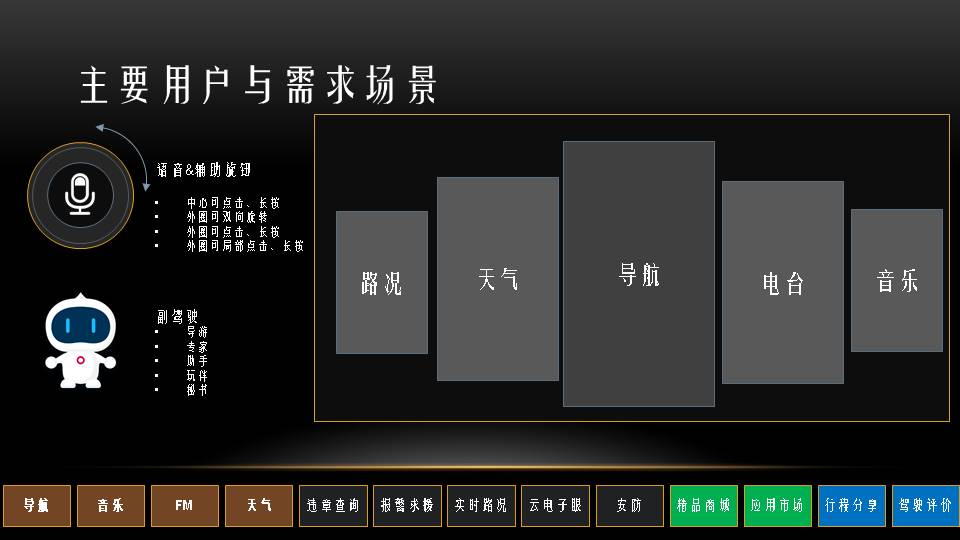 主要用户与需求场景
语音&辅助旋钮
中心可点击、长按
外圈可双向旋转
外圈可点击、长按
外圈可局部点击、长按
副驾驶
导游
专家
助手
玩伴
秘书
路况
天气
导航
电台
音乐
导航
音乐
FM
天气
违章查询
报警求援
实时路况
云电子眼
安防
精品商城
应用市场
行程分享
驾驶评价